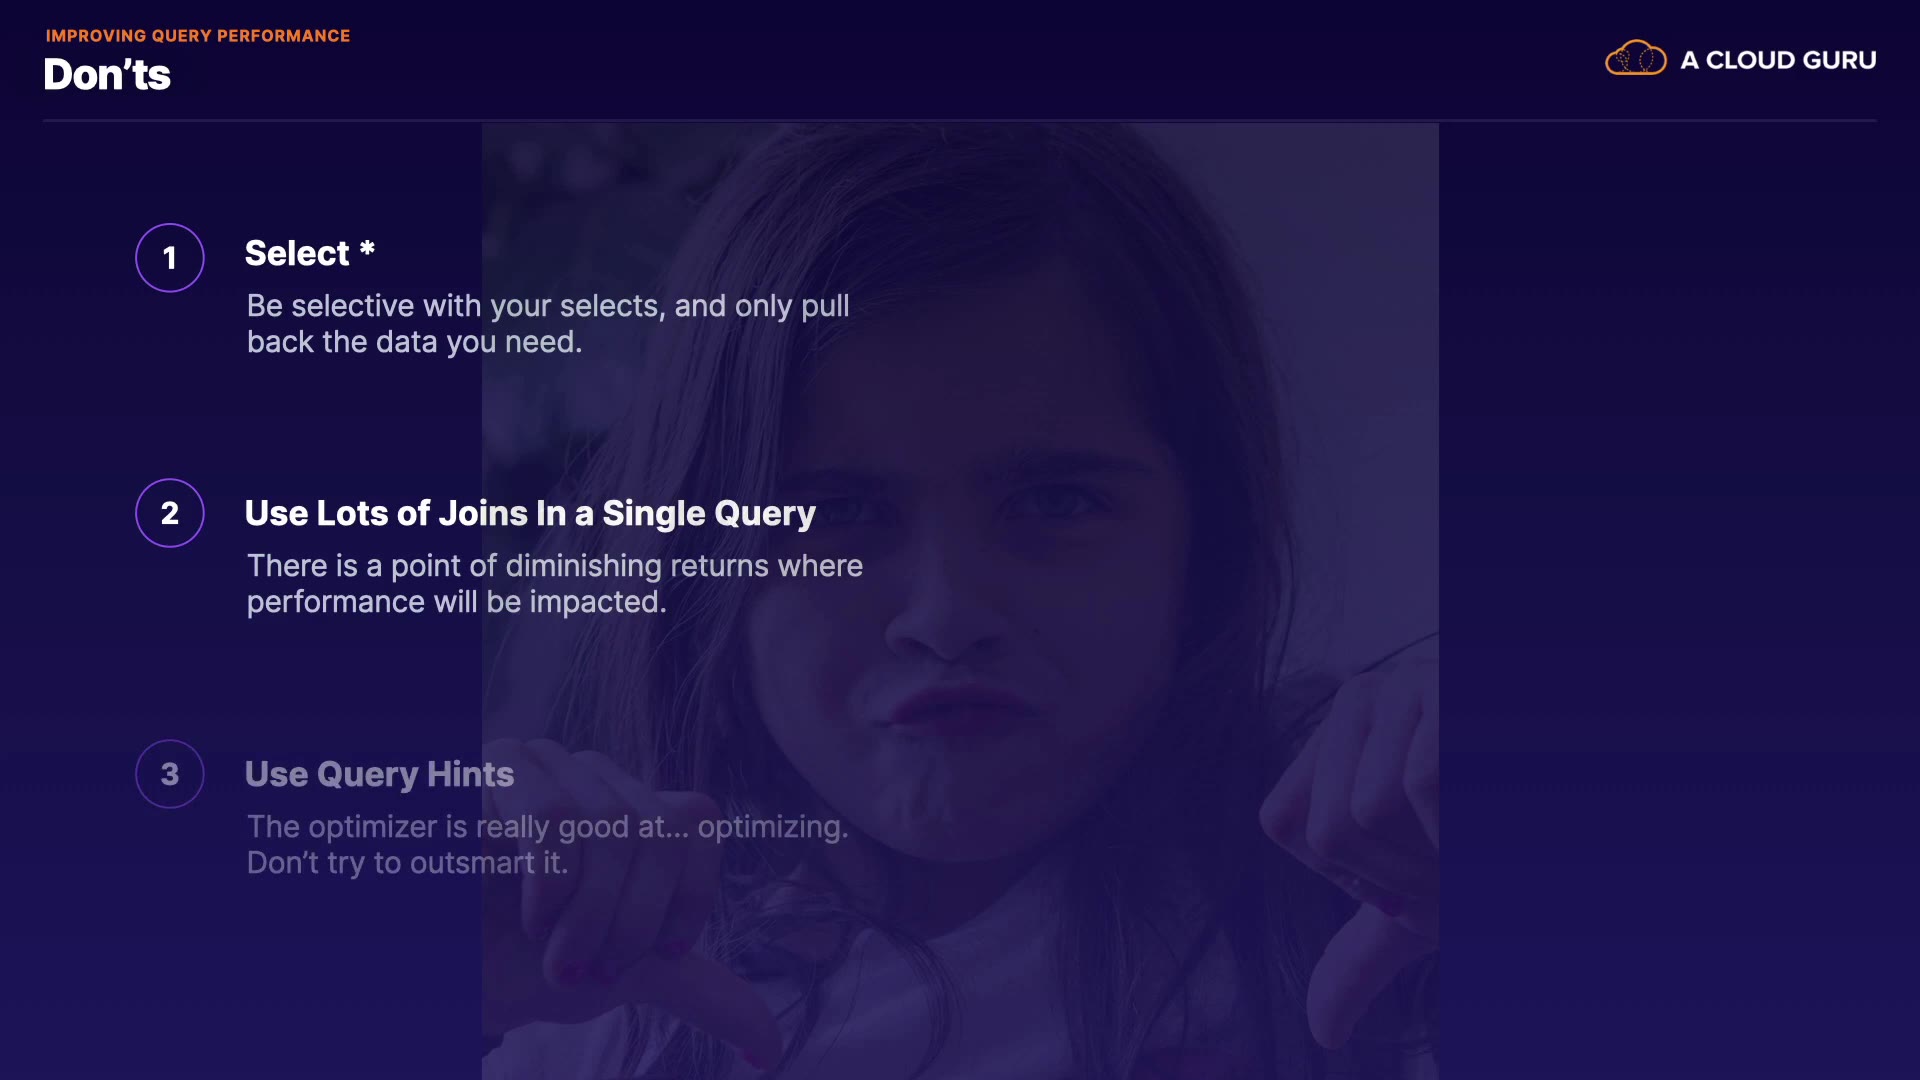 IMPROVING QUERY PERFORMANCE
Don’ts
A CLOUD GURU
1
Select *
Be selective with your selects, and only pull
back the data you need.
2
Use Lots of Joins In a Single Query
There is a point of diminishing returns where
performance will be impacted.
3
Use Query Hints
The optimizer is really good at... optimizing.
Don’t try to outsmart it.